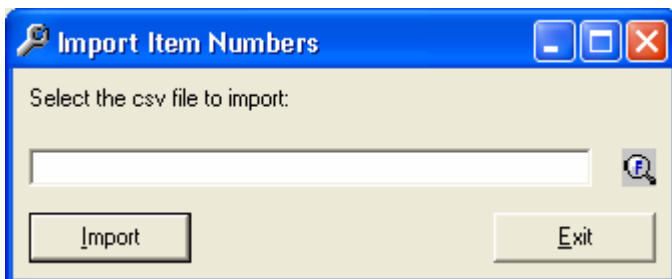 Import Item Numbers
Select the csv file to import:
F
Import
Exit